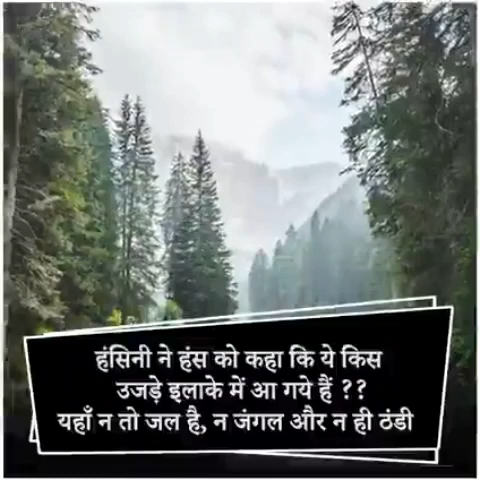 हंसिनी ने हंस को कहा कि ये किस
उजड़े इलाके में आ गये हैं ??
यहाँ न तो जल है, न जंगल और न ही ठंडी